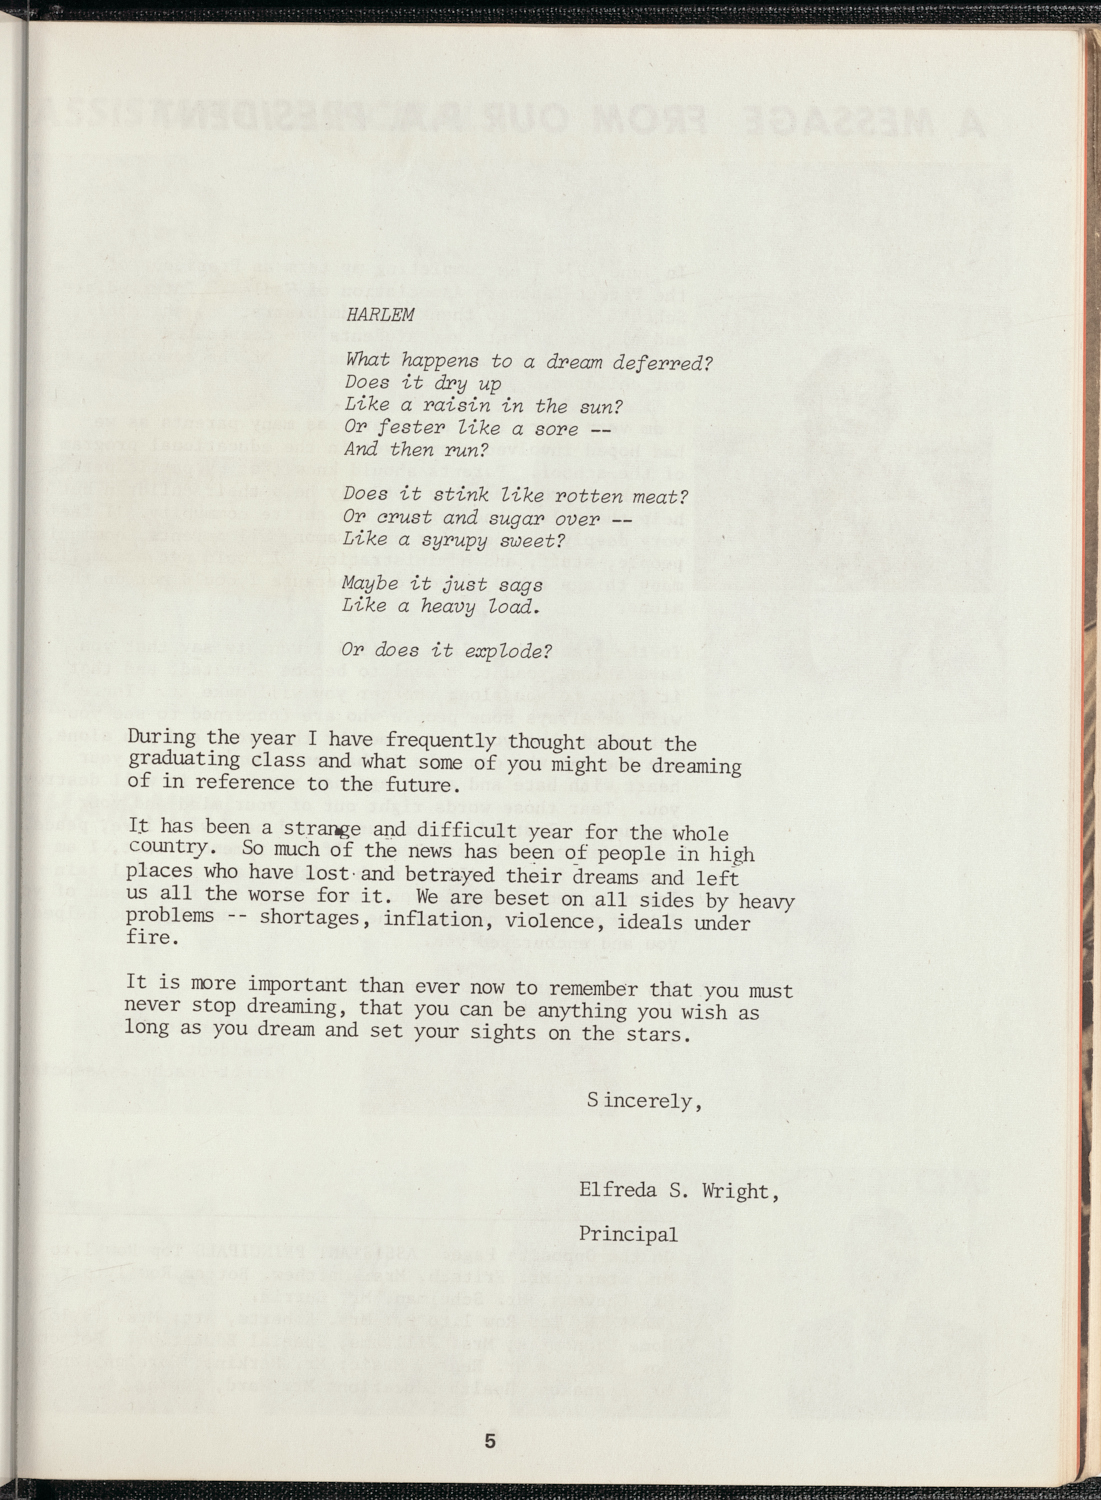 HARLEM
What happens to a dream deferred?
Does it dry up
Like a raisin in the sun?
Or fester like a sore --
And then run?
Does it stink like rotten meat?
Or crust and sugar over --
Like a syrupy sweet?
Maybe it just sags
Like a heavy load.
Or does it explode?
During the year I have frequently thought about the
graduating class and what some of you might be dreaming
of in reference to the future.
It has been a strange and difficult year for the whole
country. So much of the news has been of people in high
places who have lost and betrayed their dreams and left
us all the worse for it. We are beset on all sides by heavy
problems -- shortages, inflation, violence, ideals under
fire.
It is more important than ever now to remember that you must
never stop dreaming, that you can be anything you wish as
long as you dream and set your sights on the stars.
Sincerely,
Elfreda S. Wright,
Principal
5